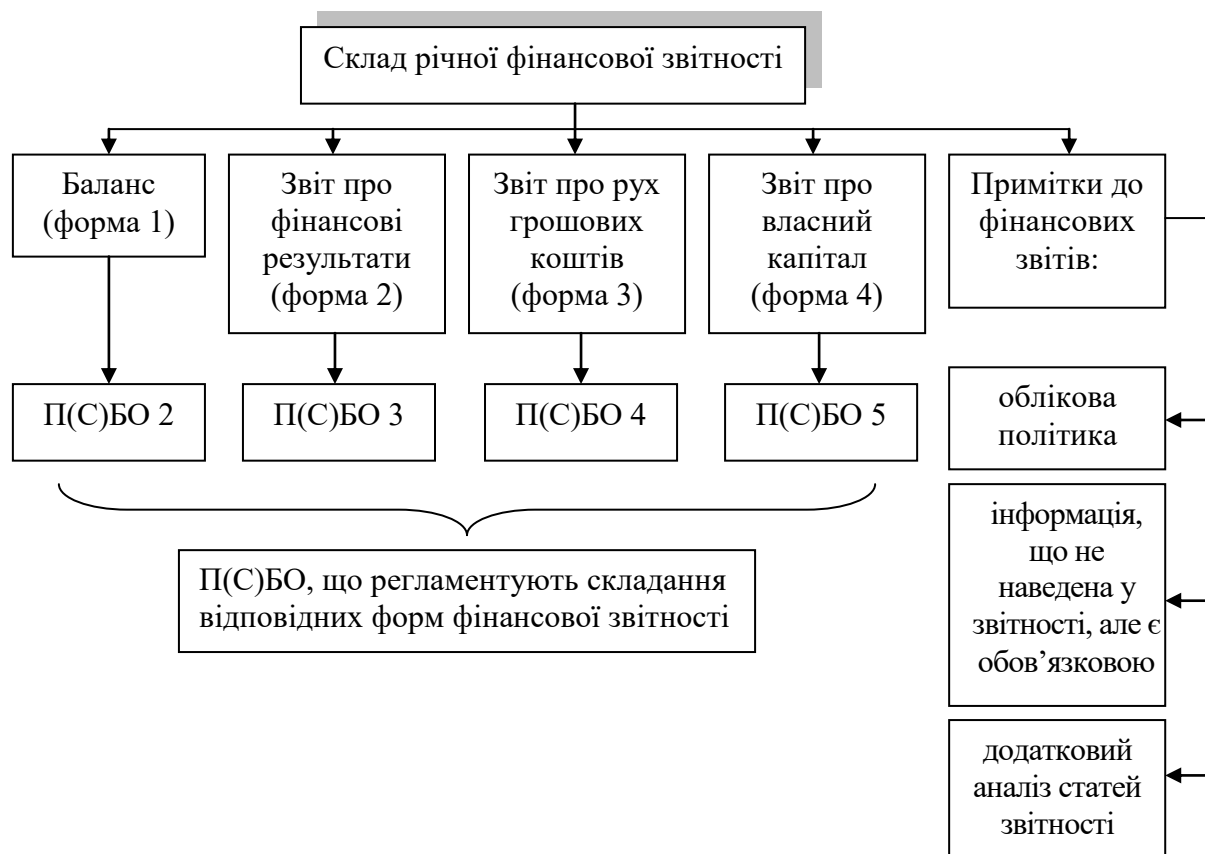 Склад річної фінансової звітності
Баланс
(форма 1)
Звіт про
фінансові
результати
(форма 2)
Звіт про рух
грошових
коштів
(форма 3)
Звіт про
власний
капітал
(форма 4)
Примітки до
фінансових
звітів:
П(С)БО 2
П(С)БО 3
П(С)БО 4
П(С)БО 5
облікова
політика
інформація,
що не
наведена у
звітності, але є
обов’язковою
П(С)БО, що регламентують складання
відповідних форм фінансової звітності
додатковий
аналіз статей
звітності